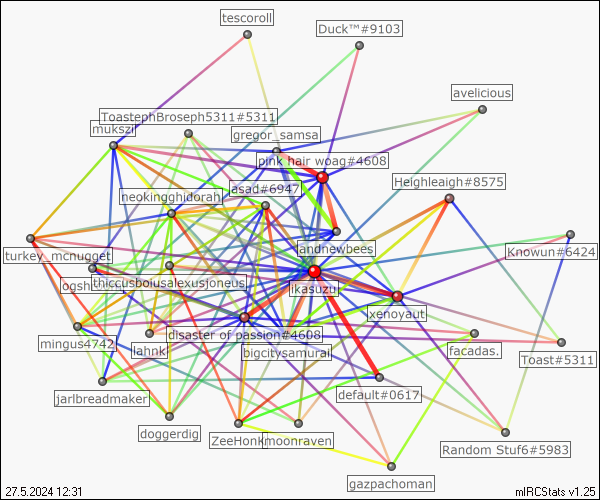 tescoroll
Duck™#9103
avelicious
ToastephBroseph5311#5311
mukszi
gregor_samsa
pink hair woag#4608
Heighleaigh#8575
asad#6947
neokingghidorah
landnewbees
Knowun#6424
turkey_mcnugget
ogsh
thiccusboiusalexusjoneus
ikasuzu
xenoyaut
disaster of passion#4608
mingus4742
lahnk
bigcitysamurai
facadas.
Toast#5311
default#0617
jarlbreadmaker
doggerdig
ZeeHonk
moonraven
Random Stuf6#5983
gazpachoman
27.5.2024 12:31
mIRCStats v1.25